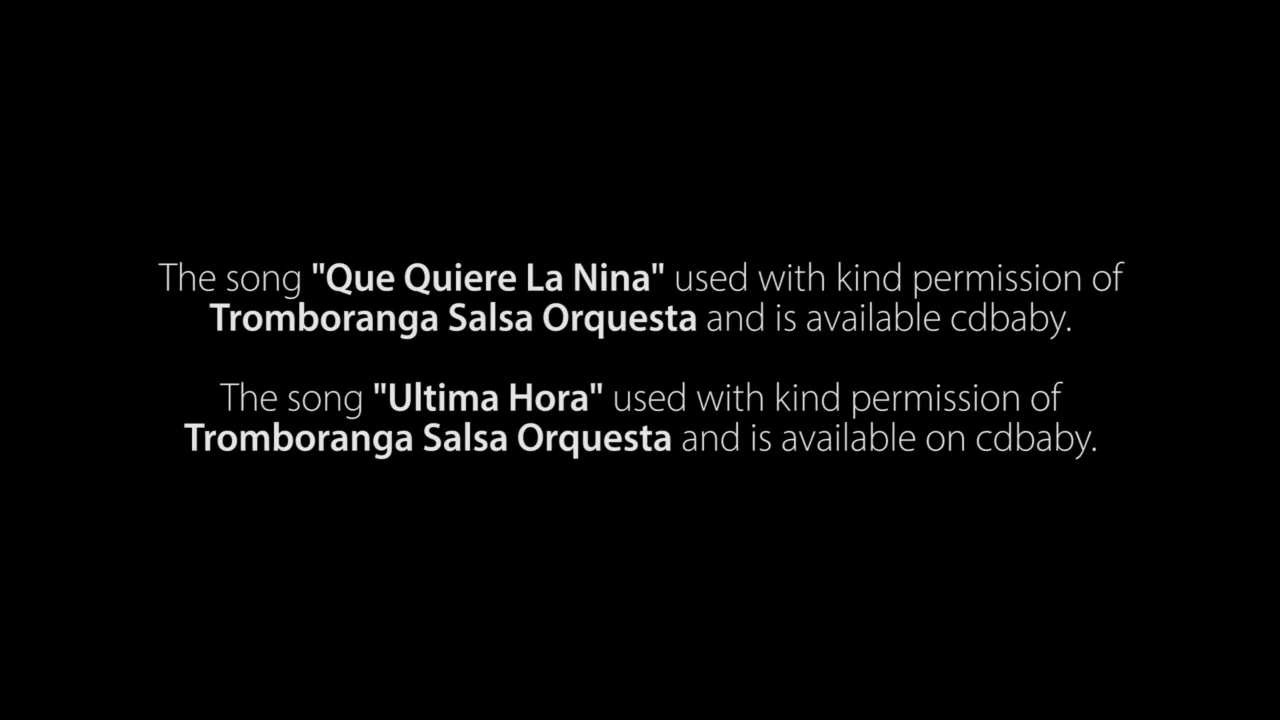 The song "Que Quiere La Nina" used with kind permission of
Tromboranga Salsa Orquesta and is available cdbaby.
The song "Ultima Hora" used with kind permission of
Tromboranga Salsa Orquesta and is available on cdbaby.